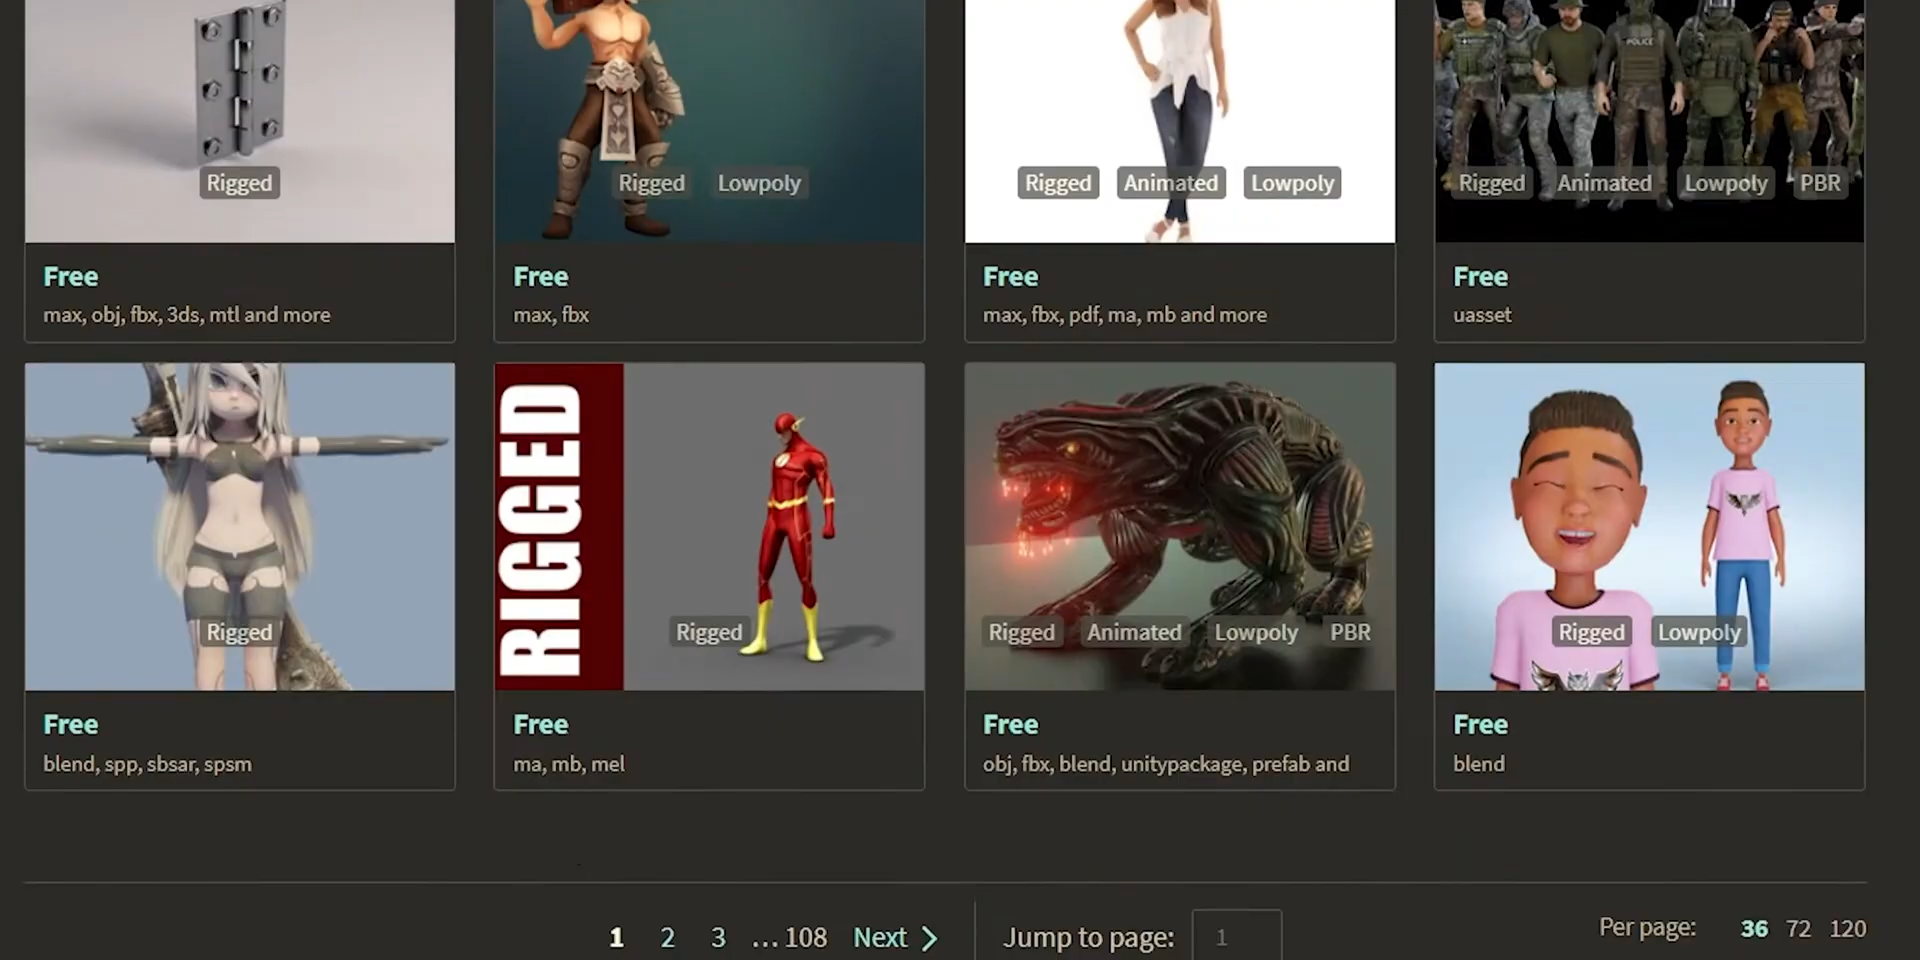 POLICE
Rigged
Rigged Lowpoly
Rigged Animated Lowpoly
Rigged Animated Lowpoly PBR
Free
max, obj, fbx, 3ds, mtl and more
Free
max, fbx
Free
max, fbx, pdf, ma, mb and more
Free
uasset
Rigged
RIGGED
Rigged
Rigged Animated Lowpoly PBR
Rigged Lowpoly
Free
blend, spp, sbsar, spsm
Free
ma, mb, mel
Free
obj, fbx, blend, unitypackage, prefab and
Free
blend
1 2 3 ... 108 Next
Jump to page: 1
Per page: 36 72 120